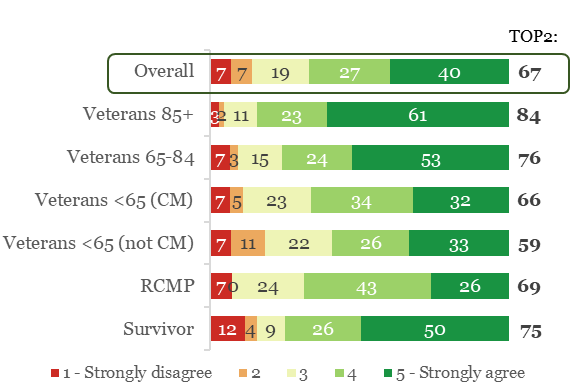 TOP2:
Overall 7 7 19 27 40 67
Veterans 85+ 3 2 11 23 61 84
Veterans 65-84 7 3 15 24 53 76
Veterans <65 (CM) 7 5 23 34 32 66
Veterans <65 (not CM) 7 11 22 26 33 59
RCMP 7 0 24 43 26 69
Survivor 12 4 9 26 50 75
1 - Strongly disagree 2 3 4 5 - Strongly agree